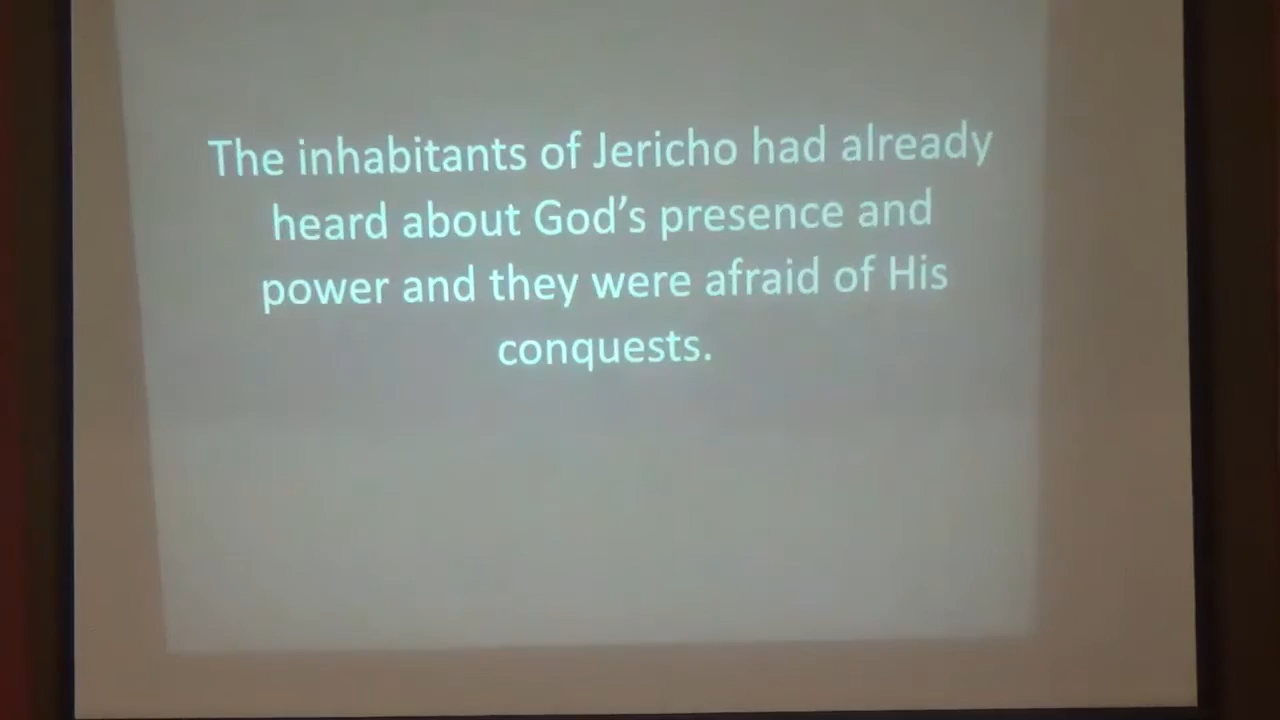 The inhabitants of Jericho had already
heard about God’s presence and
power and they were afraid of His
conquests.